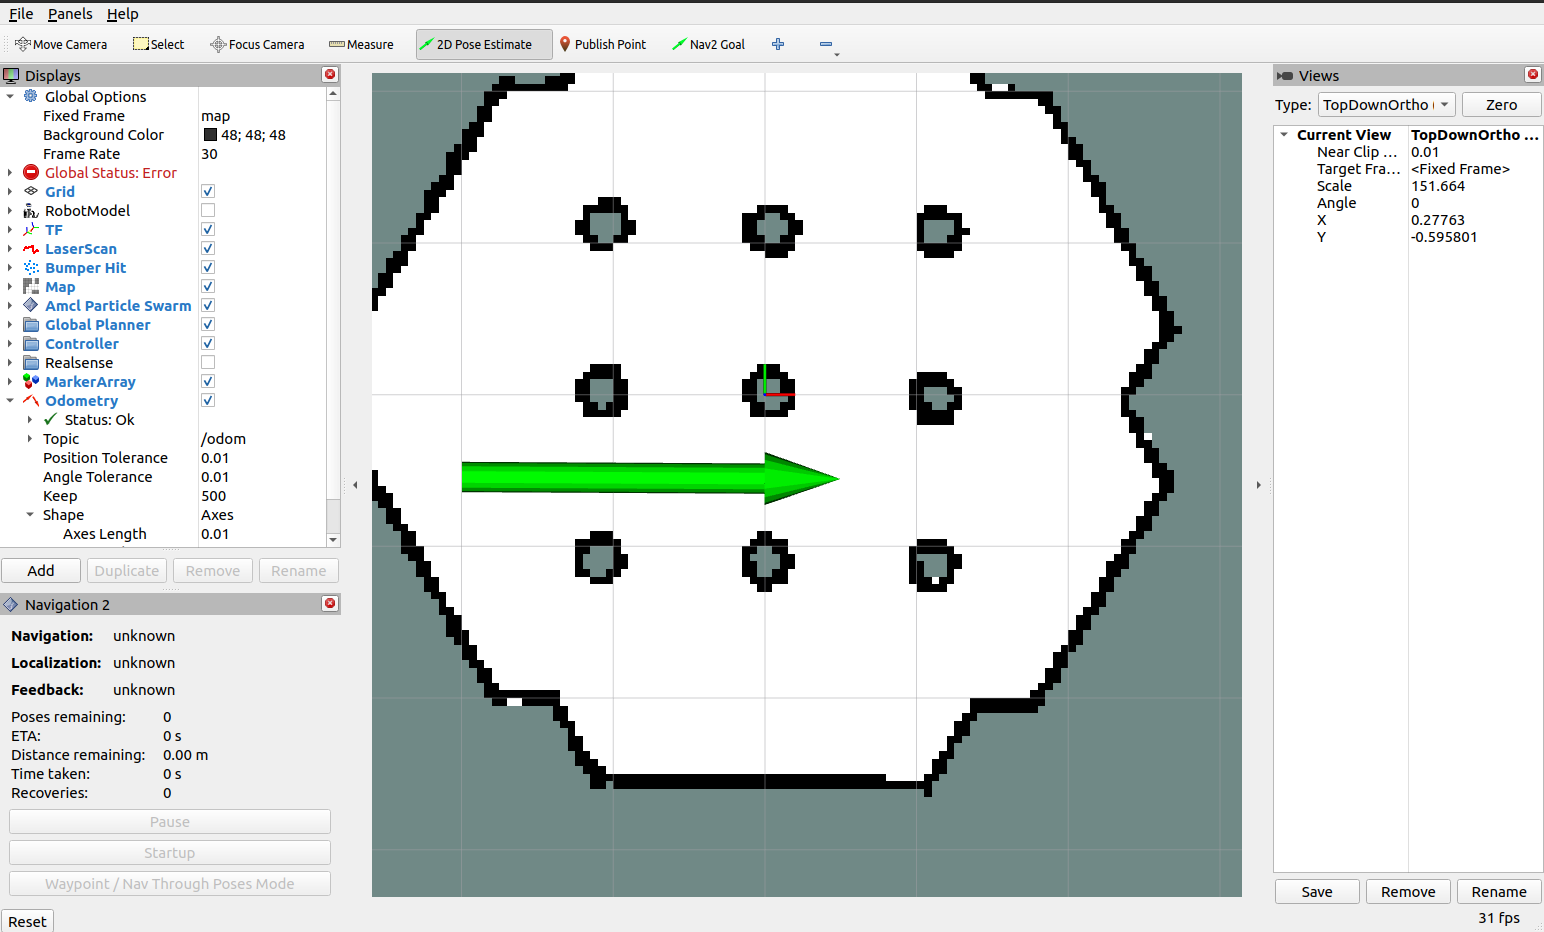 File Panels Help
Move Camera Select Focus Camera Measure 2D Pose Estimate Publish Point Nav2 Goal
Displays
Global Options
Fixed Frame map
Background Color 48; 48; 48
Frame Rate 30
Global Status: Error
Grid
RobotModel
TF
LaserScan
Bumper Hit
Map
Amcl Particle Swarm
Global Planner
Controller
Realsense
MarkerArray
Odometry
Status: Ok
Topic /odom
Position Tolerance 0.01
Angle Tolerance 0.01
Keep 500
Shape Axes
Axes Length 0.01
Add Duplicate Remove Rename
Navigation 2
Navigation: unknown
Localization: unknown
Feedback: unknown
Poses remaining: 0
ETA: 0 s
Distance remaining: 0.00 m
Time taken: 0 s
Recoveries: 0
Pause
Startup
Waypoint / Nav Through Poses Mode
Reset
Views
Type: TopDownOrtho ( Zero
Current View TopDownOrtho ...
Near Clip ... 0.01
Target Fra... <Fixed Frame>
Scale 151.664
Angle 0
X 0.27763
Y -0.595801
Save Remove Rename
31 fps